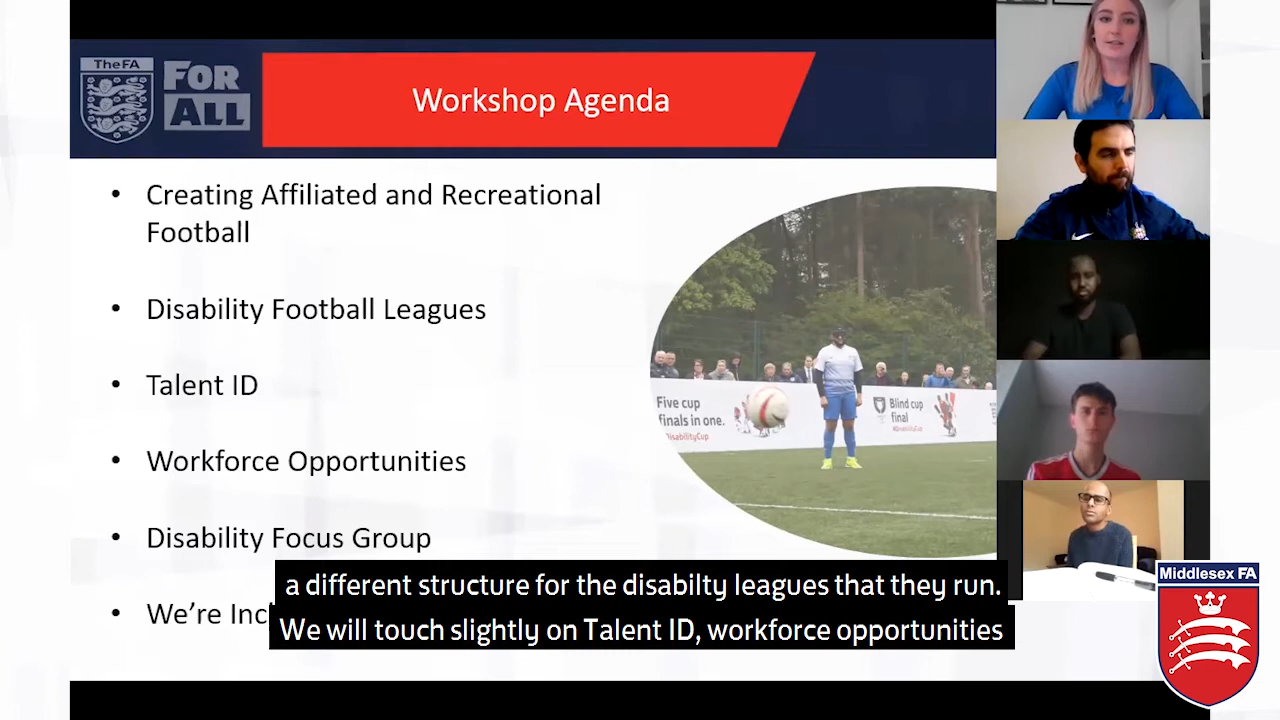 TheFA
FOR
ALL
Workshop Agenda
• Creating Affiliated and Recreational
Football
• Disability Football Leagues
• Talent ID
• Workforce Opportunities
• Disability Focus Group
• We're Inc
Five cup
finals in one.
#DisabilityCup
Blind cup
final
#DisabilityCup
a different structure for the disabilty leagues that they run.
We will touch slightly on Talent ID, workforce opportunities
Middlesex FA